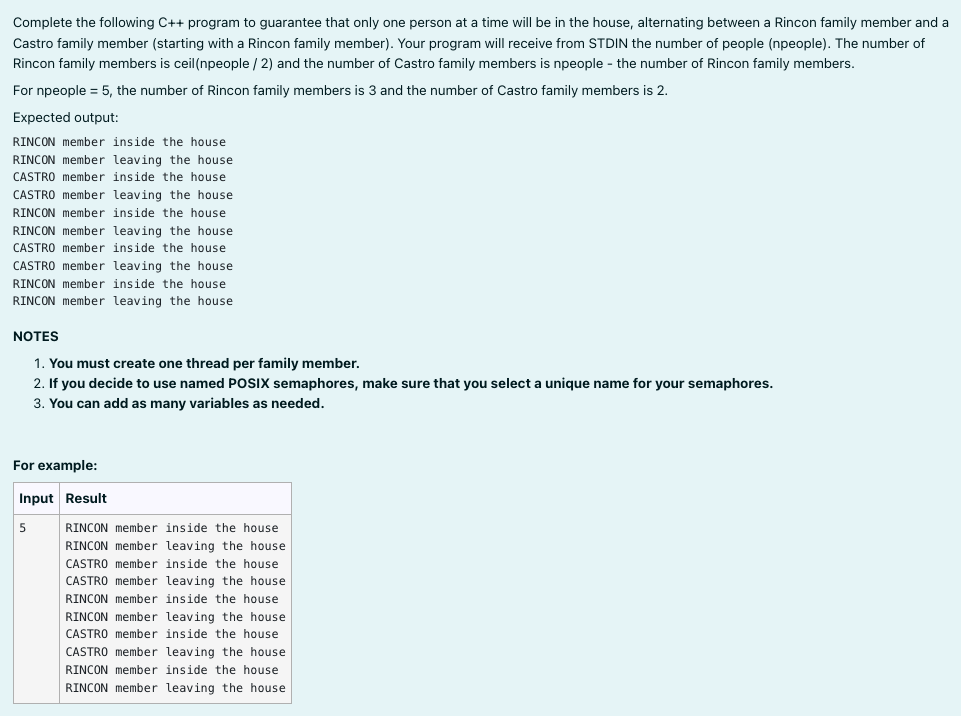 Complete the following C++ program to guarantee that only one person at a time will be in the house, alternating between a Rincon family member and a
Castro family member (starting with a Rincon family member). Your program will receive from STDIN the number of people (npeople). The number of
Rincon family members is ceil(npeople / 2) and the number of Castro family members is npeople - the number of Rincon family members.
For npeople = 5, the number of Rincon family members is 3 and the number of Castro family members is 2.
Expected output:
RINCON member inside the house
RINCON member leaving the house
CASTRO member inside the house
CASTRO member leaving the house
RINCON member inside the house
RINCON member leaving the house
CASTRO member inside the house
CASTRO member leaving the house
RINCON member inside the house
RINCON member leaving the house
NOTES
1. You must create one thread per family member.
2. If you decide to use named POSIX semaphores, make sure that you select a unique name for your semaphores.
3. You can add as many variables as needed.
For example:
Input Result
5 RINCON member inside the house
RINCON member leaving the house
CASTRO member inside the house
CASTRO member leaving the house
RINCON member inside the house
RINCON member leaving the house
CASTRO member inside the house
CASTRO member leaving the house
RINCON member inside the house
RINCON member leaving the house